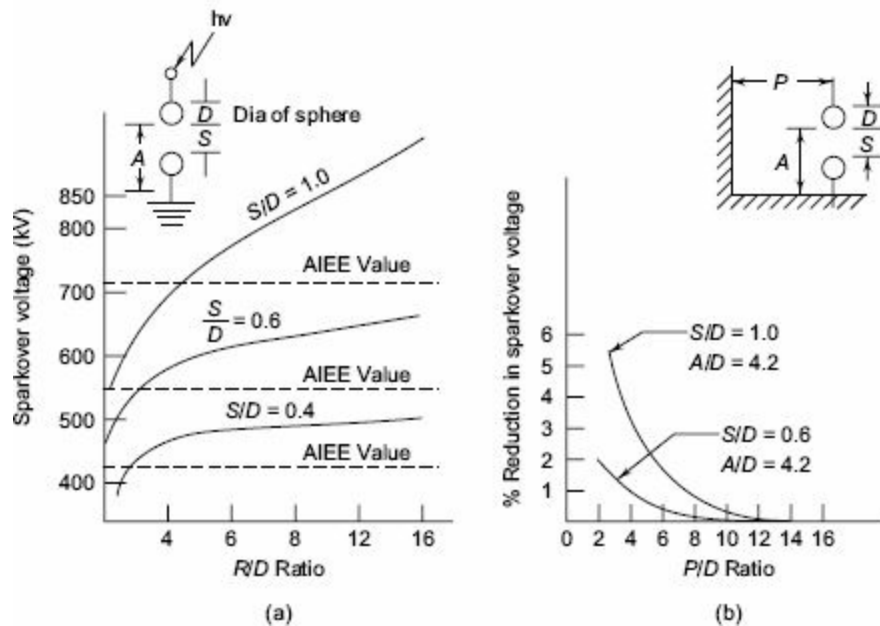 hv
D Dia of sphere
S
A
S/D = 1.0
Sparkover voltage (kV)
850
800
700
600
500
400
AIEE Value
S/D = 0.6
AIEE Value
S/D = 0.4
AIEE Value
4 6 8 12 16
R/D Ratio
(a)
P
D
S
A
% Reduction in sparkover voltage
6
5
4
3
2
1
S/D = 1.0
A/D = 4.2
S/D = 0.6
A/D = 4.2
0 2 4 6 8 10 12 14 16
P/D Ratio
(b)